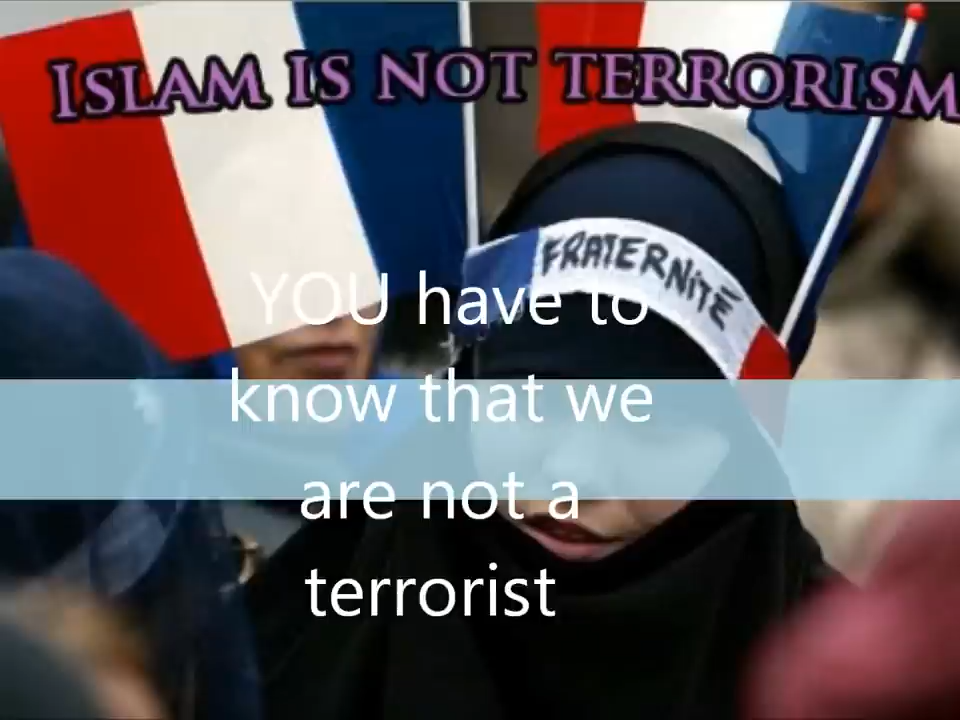 ISLAM IS NOT TERRORISM
FRATERNITÉ
YOU have to
know that we
are not a
terrorist